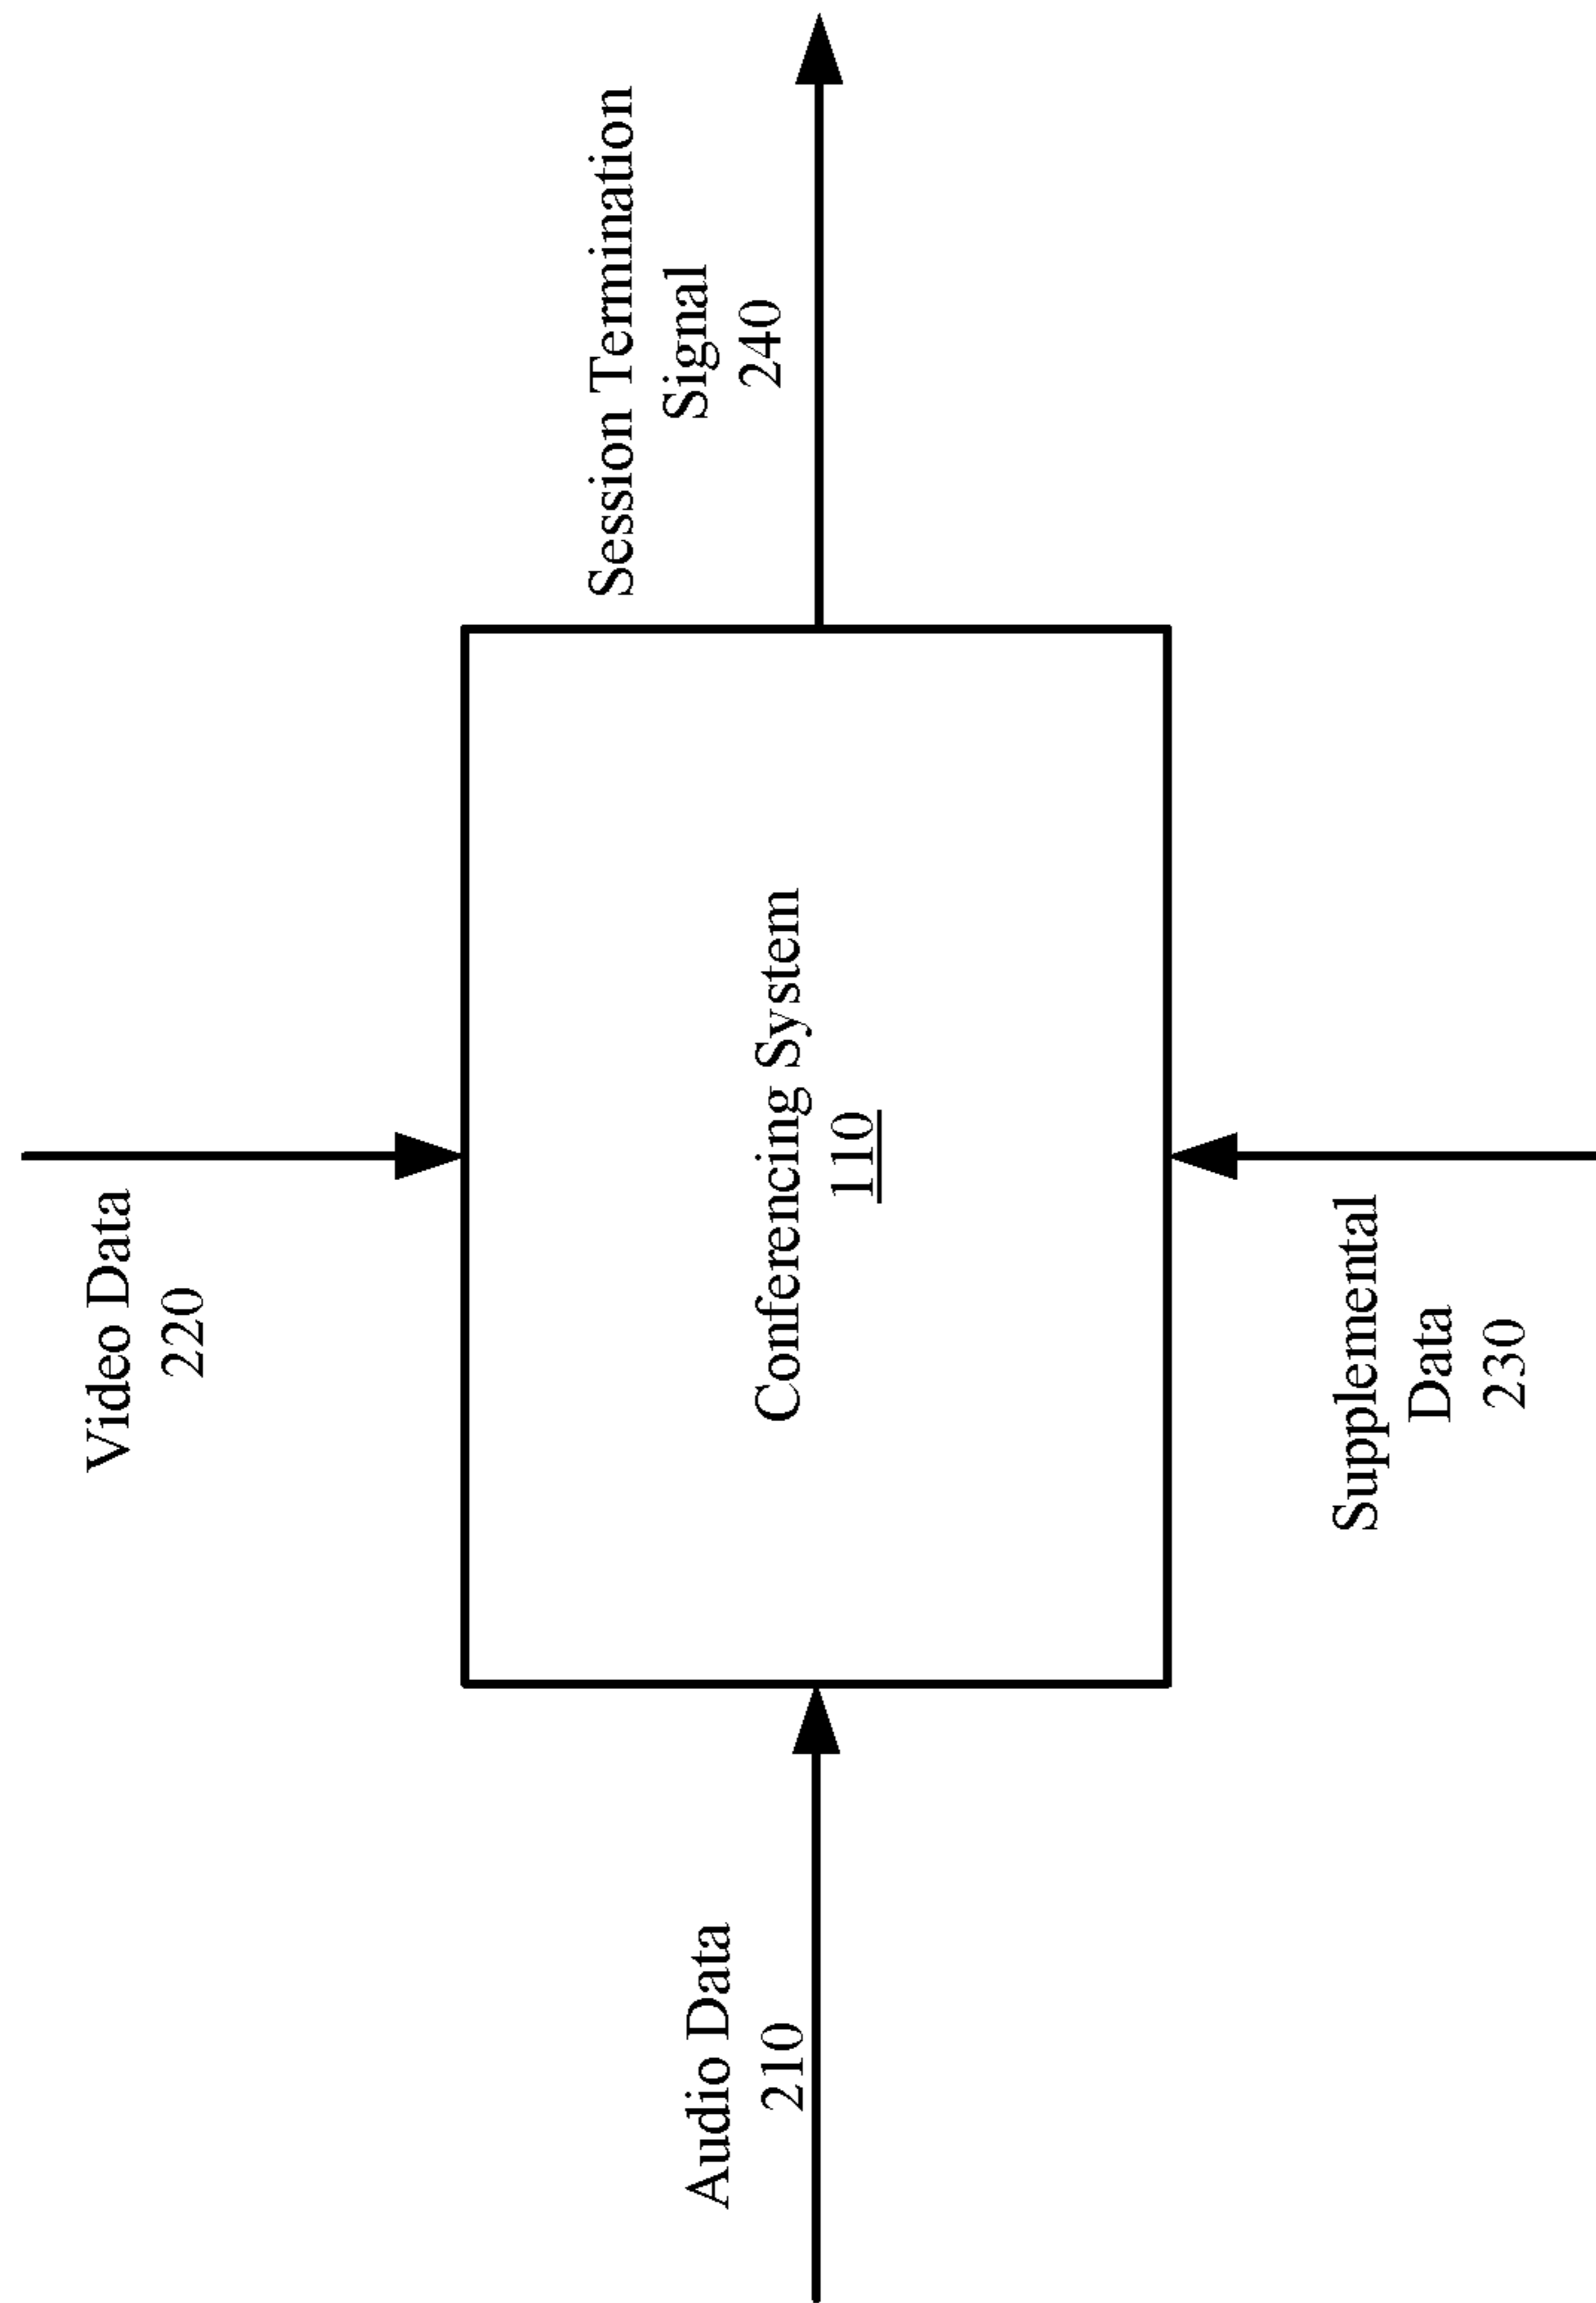 Video Data
220
Session Termination
Signal
240
Audio Data
210
Conferencing System
110
Supplemental
Data
230